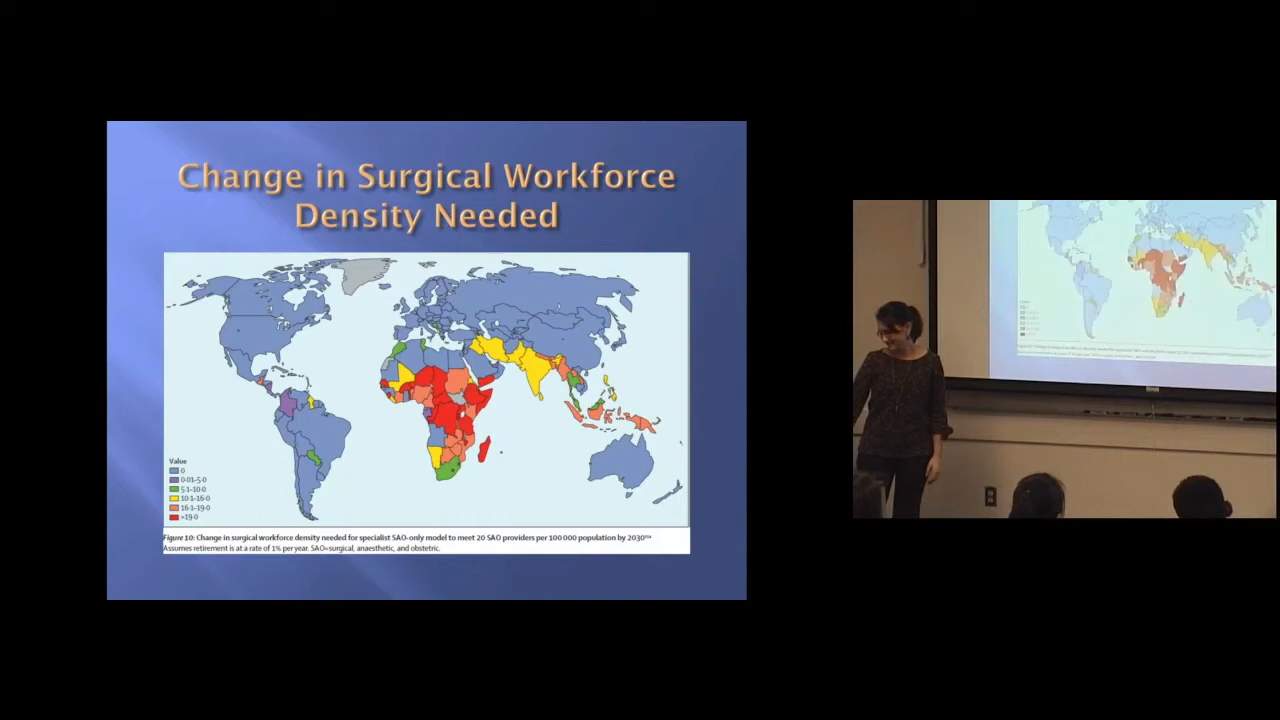 Change in Surgical Workforce
Density Needed
Value
0
0·01–5·0
5·1–10·0
10·1–16·0
16·1–19·0
>19·0
Figure 10: Change in surgical workforce density needed for specialist SAO-only model to meet 20 SAO providers per 100 000 population by 2030
Assumes retirement is at a rate of 1% per year. SAO=surgical, anaesthetic, and obstetric.